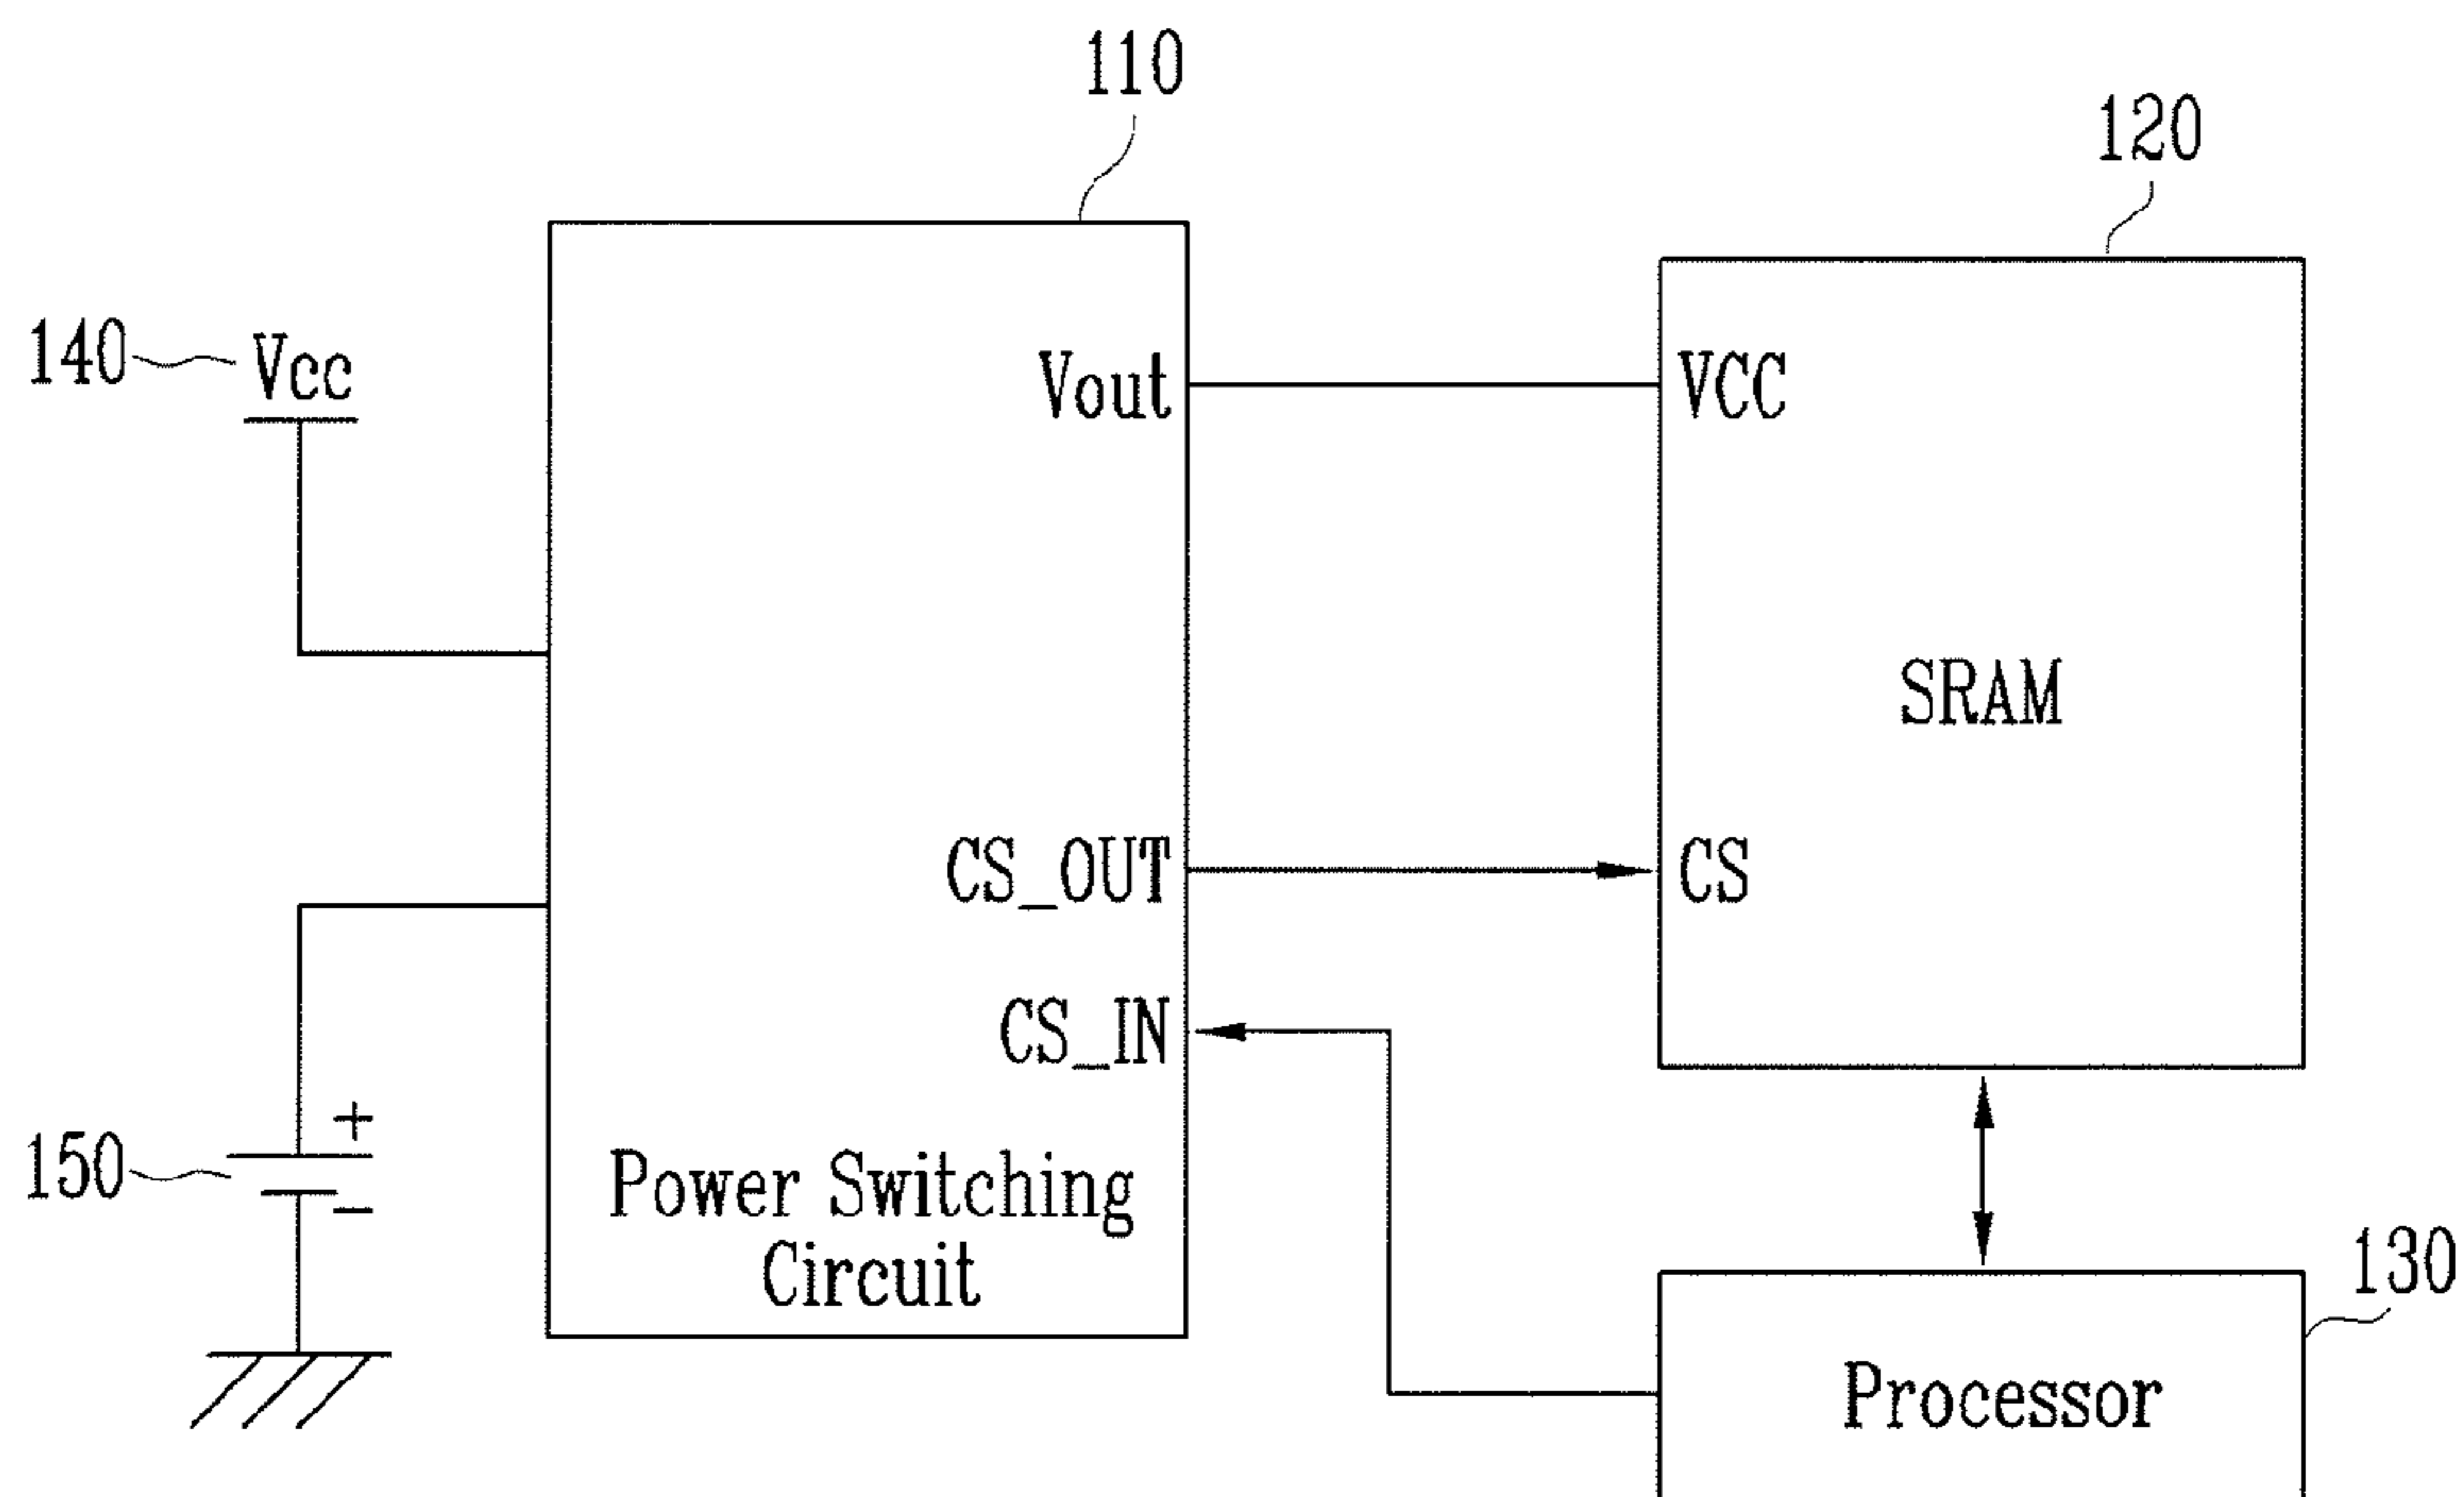 110
120
140
Vcc
Vout
VCC
SRAM
CS_OUT
CS
CS_IN
+
150
−
Power Switching
Circuit
130
Processor